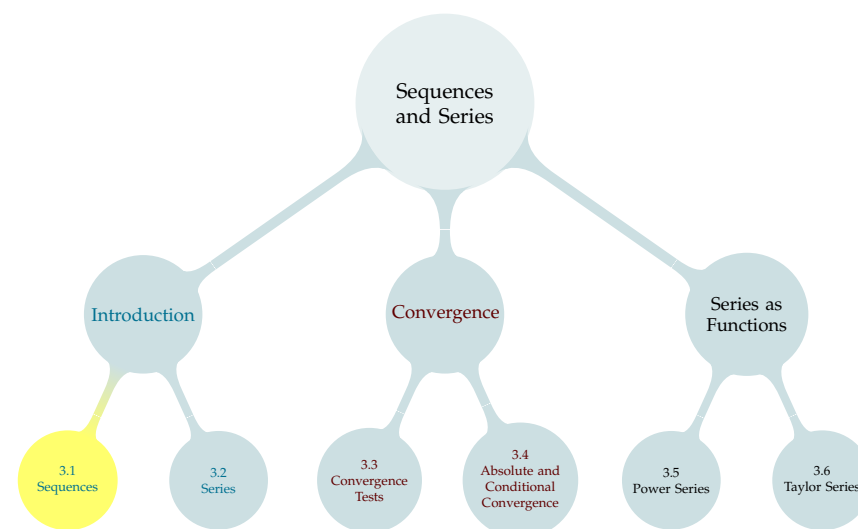 Sequences
and Series
Introduction
Convergence
Series as
Functions
3.1
Sequences
3.2
Series
3.3
Convergence
Tests
3.4
Absolute and
Conditional
Convergence
3.5
Power Series
3.6
Taylor Series